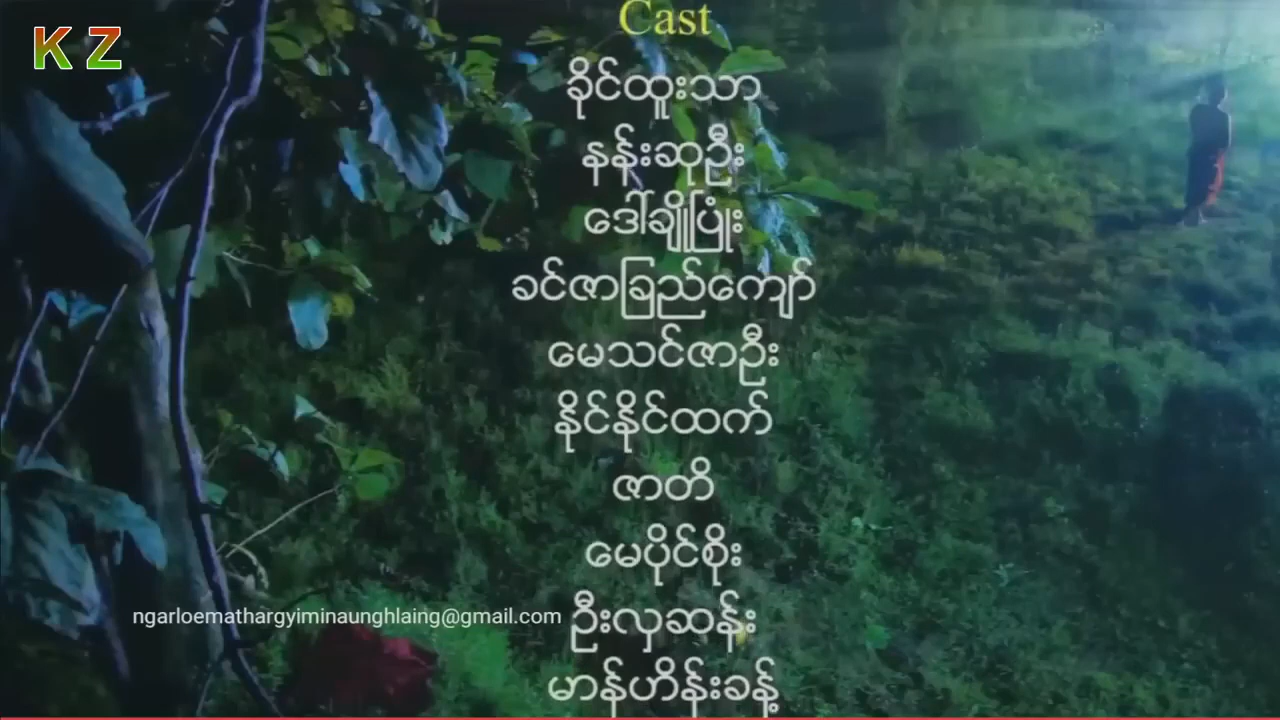 K Z
Cast
ခိုင်ထူးသာ
နန်းဆုဦး
ဒေါ်ချိုပြုံး
ခင်ဇာခြည်ကျော်
မေသင်ဇာဦး
နိုင်နိုင်ထက်
ဇာတိ
မေပိုင်စိုး
ngarloemathargyiminaunghlaing@gmail.com
ဦးလှဆန်း
မာန်ဟိန်းခန့်